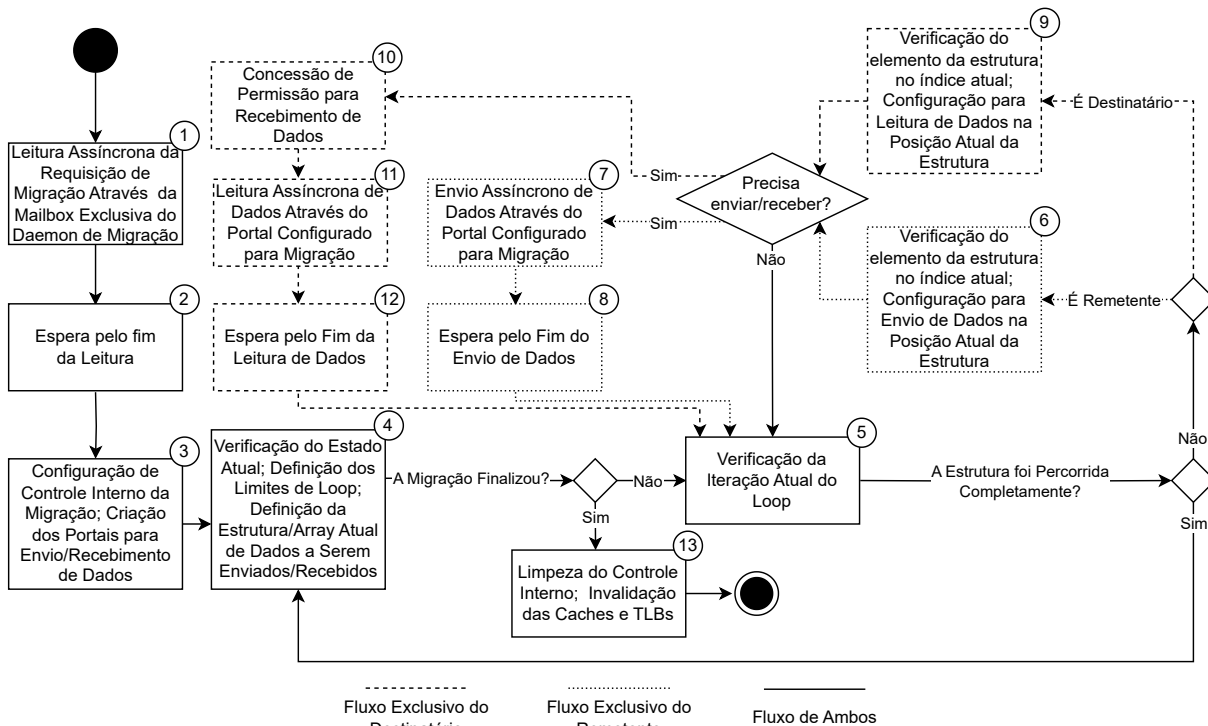 1
Leitura Assíncrona da
Requisição de
Migração Através da
Mailbox Exclusiva do
Daemon de Migração
2
Espera pelo fim
da Leitura
3
Configuração de
Controle Interno da
Migração; Criação
dos Portais para
Envio/Recebimento
de Dados
4
Verificação do Estado
Atual; Definição dos
Limites de Loop;
Definição da
Estrutura/Array Atual
de Dados a Serem
Enviados/Recebidos
A Migração Finalizou?
Não
Sim
5
Verificação da
Iteração Atual do
Loop
A Estrutura foi Percorrida
Completamente?
Não
Sim
6
Verificação do
elemento da estrutura
no índice atual;
Configuração para
Envio de Dados na
Posição Atual da
Estrutura
É Remetente
9
Verificação do
elemento da estrutura
no índice atual;
Configuração para
Leitura de Dados na
Posição Atual da
Estrutura
É Destinatário
Precisa
enviar/receber?
Sim
Sim
Não
7
Envio Assíncrono de
Dados Através do
Portal Configurado
para Migração
8
Espera pelo Fim do
Envio de Dados
10
Concessão de
Permissão para
Recebimento de
Dados
11
Leitura Assíncrona de
Dados Através do
Portal Configurado
para Migração
12
Espera pelo Fim da
Leitura de Dados
13
Limpeza do Controle
Interno; Invalidação
das Caches e TLBs
Fluxo Exclusivo do
Fluxo Exclusivo do
Fluxo de Ambos